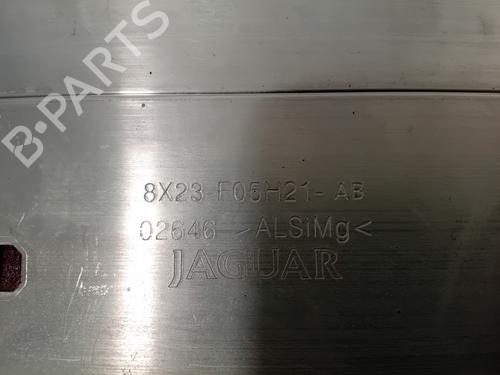 B-PARTS
8X23-F05H21-AB
02646 >ALSiMg<
JAGUAR